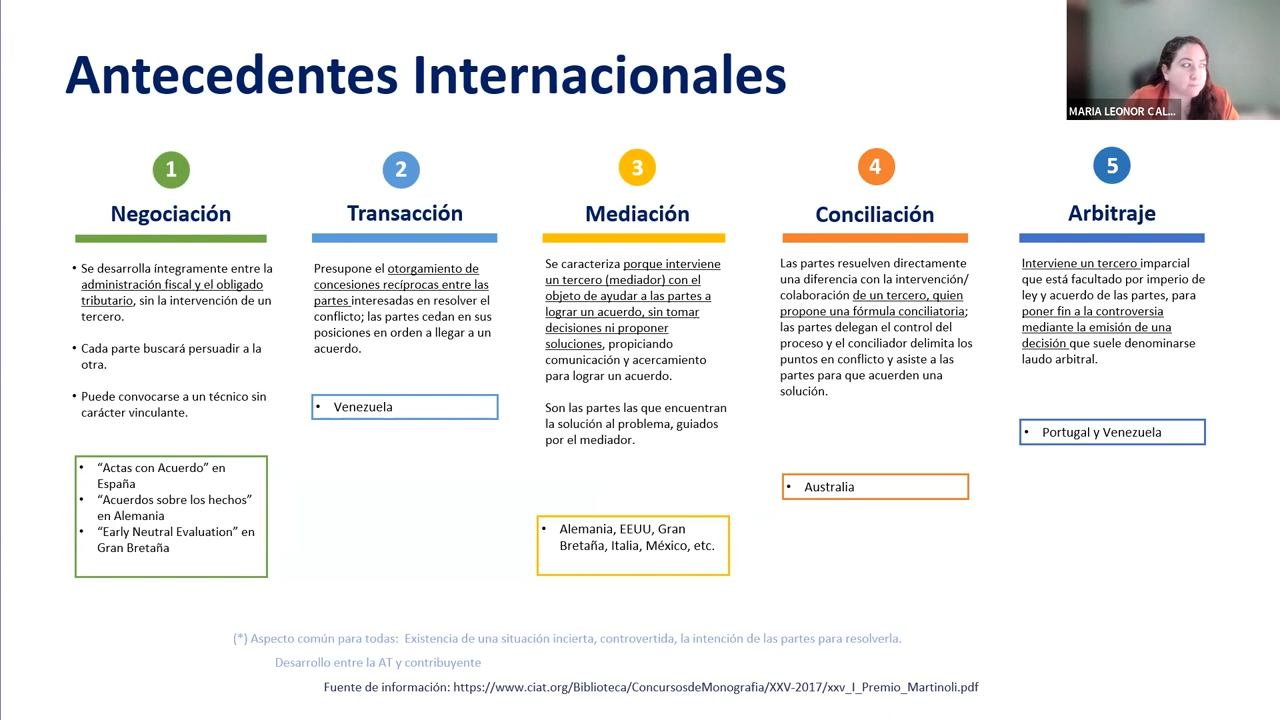 Antecedentes Internacionales
MARIA LEONOR CAL...
1
Negociación
• Se desarrolla íntegramente entre la
administración fiscal y el obligado
tributario, sin la intervención de un
tercero.
• Cada parte buscará persuadir a la
otra.
• Puede convocarse a un técnico sin
carácter vinculante.
• “Actas con Acuerdo” en
España
• “Acuerdos sobre los hechos”
en Alemania
• “Early Neutral Evaluation” en
Gran Bretaña
2
Transacción
Presupone el otorgamiento de
concesiones recíprocas entre las
partes interesadas en resolver el
conflicto; las partes cedan en sus
posiciones en orden a llegar a un
acuerdo.
• Venezuela
3
Mediación
Se caracteriza porque interviene
un tercero (mediador) con el
objeto de ayudar a las partes a
lograr un acuerdo, sin tomar
decisiones ni proponer
soluciones, propiciando
comunicación y acercamiento
para lograr un acuerdo.
Son las partes las que encuentran
la solución al problema, guiados
por el mediador.
• Alemania, EEUU, Gran
Bretaña, Italia, México, etc.
4
Conciliación
Las partes resuelven directamente
una diferencia con la intervención/
colaboración de un tercero, quien
propone una fórmula conciliatoria;
las partes delegan el control del
proceso y el conciliador delimita los
puntos en conflicto y asiste a las
partes para que acuerden una
solución.
• Australia
5
Arbitraje
Interviene un tercero imparcial
que está facultado por imperio de
ley y acuerdo de las partes, para
poner fin a la controversia
mediante la emisión de una
decisión que suele denominarse
laudo arbitral.
• Portugal y Venezuela
(*) Aspecto común para todas: Existencia de una situación incierta, controvertida, la intención de las partes para resolverla.
Desarrollo entre la AT y contribuyente
Fuente de información: https://www.ciat.org/Biblioteca/ConcursosdeMonografia/XXV-2017/xxv_I_Premio_Martinoli.pdf